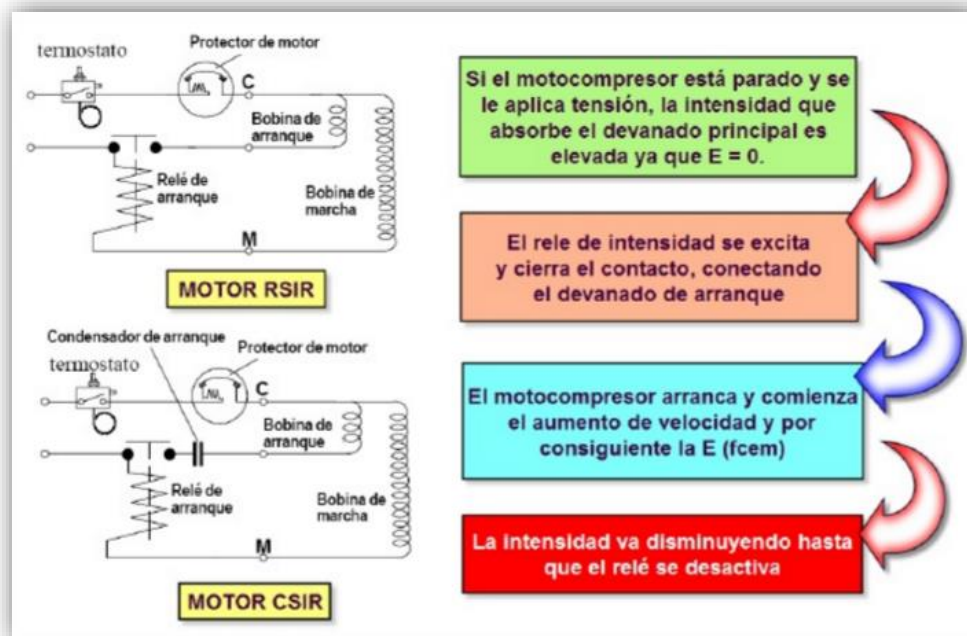 termostato
Protector de motor
C
Bobina de
arranque
Relé de
arranque
Bobina de
marcha
M
MOTOR RSIR
Condensador de arranque
termostato
Protector de motor
C
Bobina de
arranque
Relé de
arranque
Bobina de
marcha
M
MOTOR CSIR
Si el motocompresor está parado y se
le aplica tensión, la intensidad que
absorbe el devanado principal es
elevada ya que E = 0.
El rele de intensidad se excita
y cierra el contacto, conectando
el devanado de arranque
El motocompresor arranca y comienza
el aumento de velocidad y por
consiguiente la E (fcem)
La intensidad va disminuyendo hasta
que el relé se desactiva